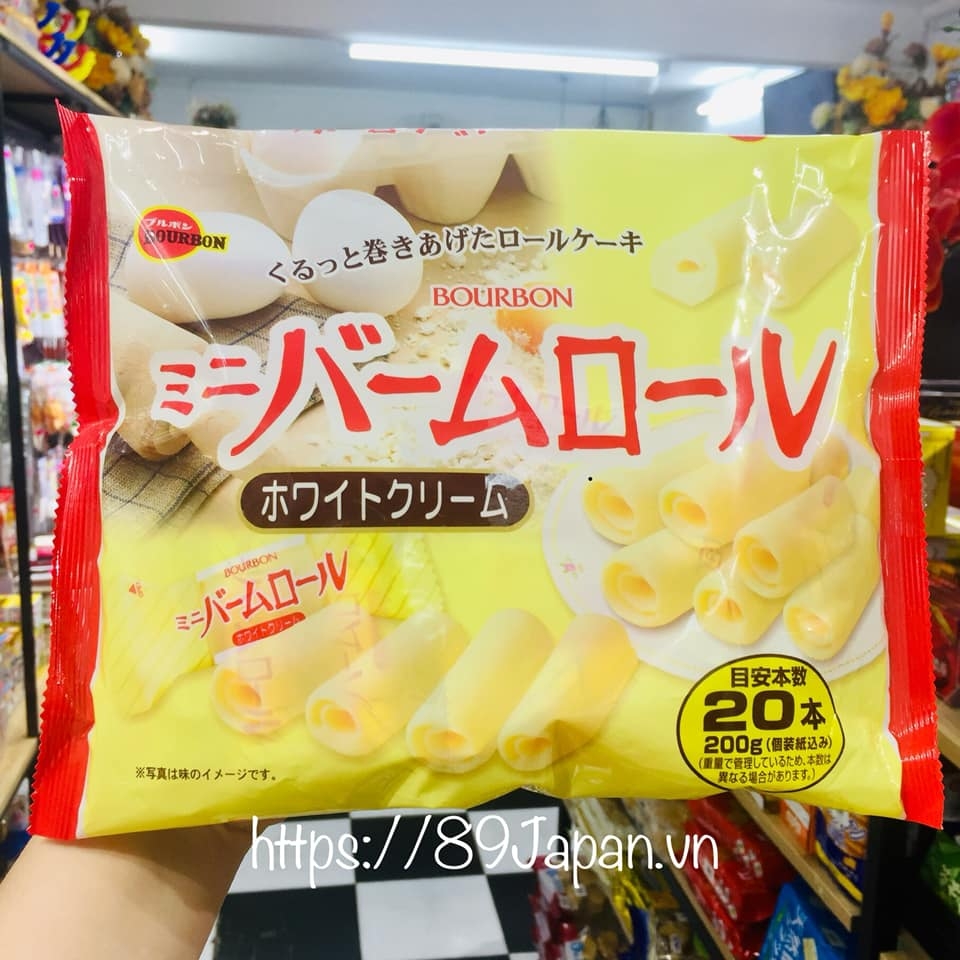 ブルボン
BOURBON
くるっと巻きあげたロールケーキ
BOURBON
ミニバームロール
ホワイトクリーム
BOURBON
ミニバームロール
ホワイトクリーム
目安本数
20本
200g(個装紙込み)
(重量で管理しているため、本数は
異なる場合があります。)
※写真は味のイメージです。
https://89Japan.vn